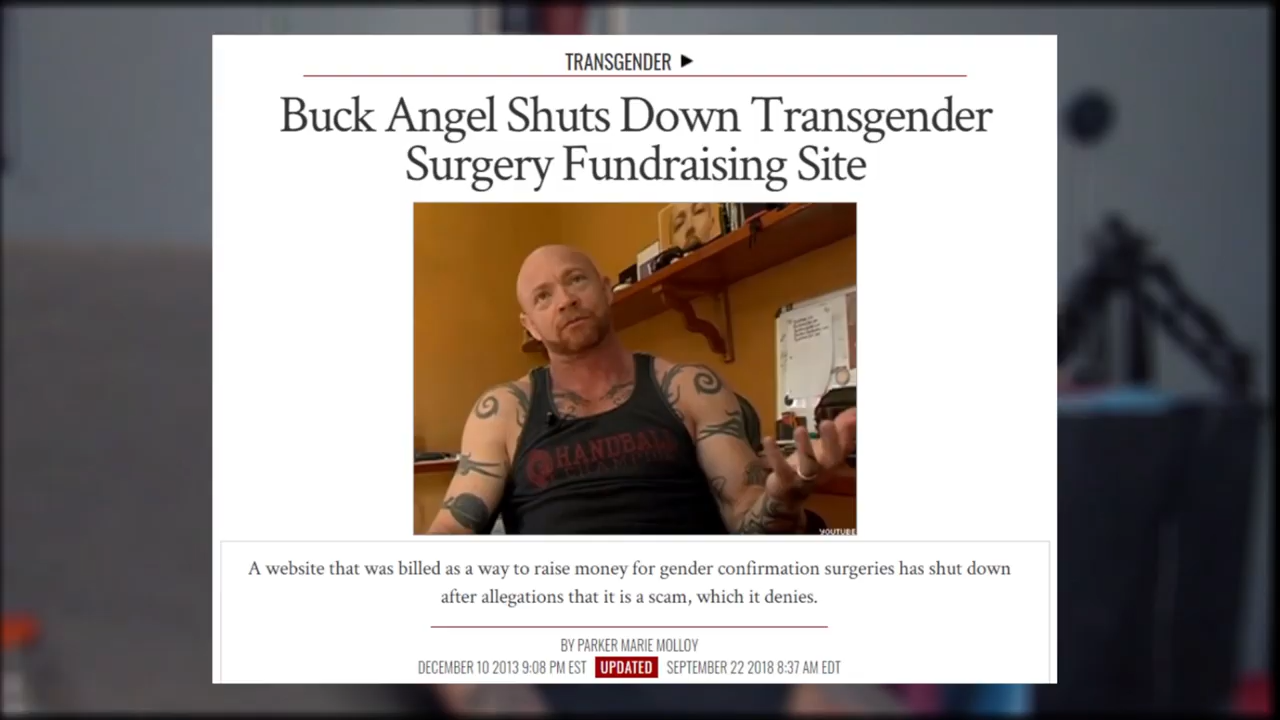 TRANSGENDER ▶
Buck Angel Shuts Down Transgender
Surgery Fundraising Site
HANDBALL
YOUTUBE
A website that was billed as a way to raise money for gender confirmation surgeries has shut down
after allegations that it is a scam, which it denies.
BY PARKER MARIE MOLLOY
DECEMBER 10 2013 9:08 PM EST UPDATED SEPTEMBER 22 2018 8:37 AM EDT